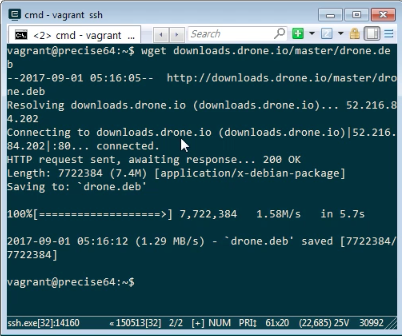 cmd - vagrant ssh
<2> cmd - vagrant ...
Search
vagrant@precise64:~$ wget downloads.drone.io/master/drone.de
b
--2017-09-01 05:16:05--  http://downloads.drone.io/master/dro
ne.deb
Resolving downloads.drone.io (downloads.drone.io)... 52.216.8
4.202
Connecting to downloads.drone.io (downloads.drone.io)|52.216.
84.202|:80... connected.
HTTP request sent, awaiting response... 200 OK
Length: 7722384 (7.4M) [application/x-debian-package]
Saving to: `drone.deb'
100%[===================>] 7,722,384   1.58M/s   in 5.7s
2017-09-01 05:16:12 (1.29 MB/s) - `drone.deb' saved [7722384/
7722384]
vagrant@precise64:~$
ssh.exe[32]:14160 «150513[32] 2/2 [+] NUM PRI‡ 61x20 (22,685) 25V 30992